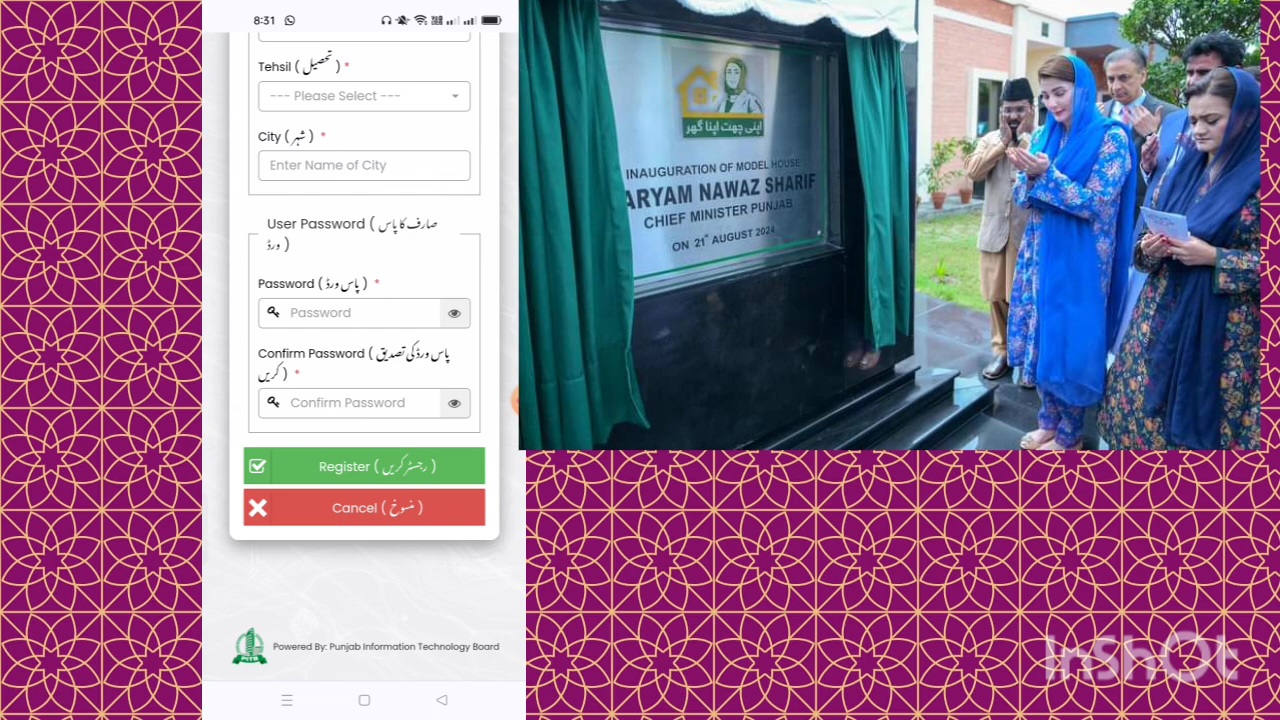 8:31
Tehsil ( تحصیل ) *
--- Please Select ---
City ( شہر ) *
Enter Name of City
User Password ( صارف کا پاس
ورڈ )
Password ( پاس ورڈ ) *
Password
Confirm Password ( پاس ورڈ کی تصدیق
کریں ) *
Confirm Password
Register ( رجسٹر کریں )
Cancel ( منسوخ )
PITB
Powered By: Punjab Information Technology Board
اپنی چھت اپنا گھر
INAUGURATION OF MODEL HOUSE
ARYAM NAWAZ SHARIF
CHIEF MINISTER PUNJAB
ON 21st AUGUST 2024
InShOt